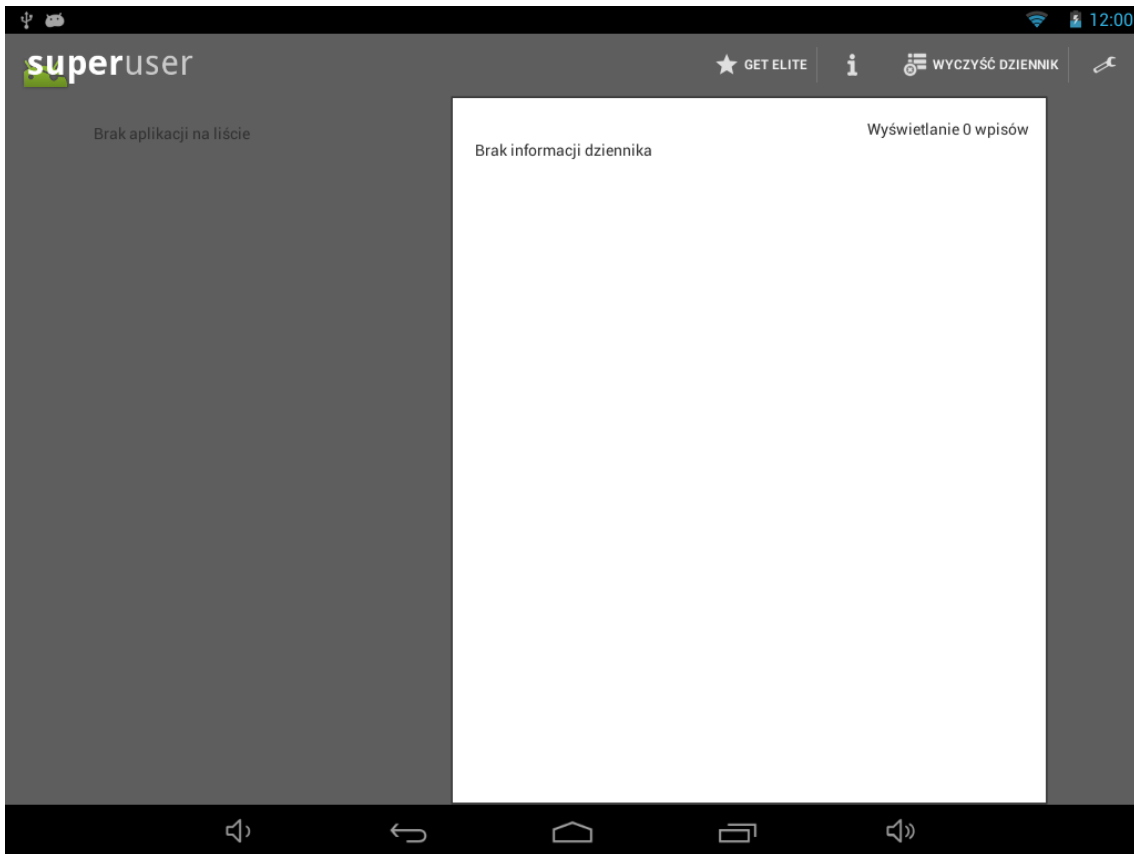 12:00
superuser
GET ELITE
WYCZYŚĆ DZIENNIK
Brak aplikacji na liście
Wyświetlanie 0 wpisów
Brak informacji dziennika